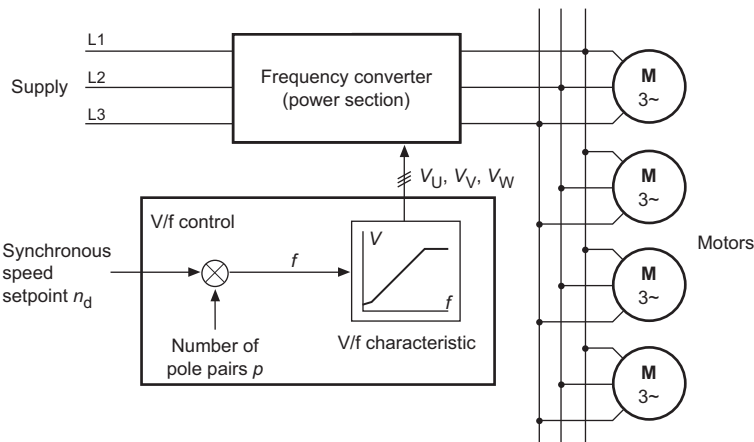 L1
Supply
L2
L3
Frequency converter
(power section)
M
3~
V_U, V_V, V_W
M
3~
V/f control
Synchronous
speed
setpoint n_d
f
V
f
Number of
pole pairs p
V/f characteristic
Motors
M
3~
M
3~